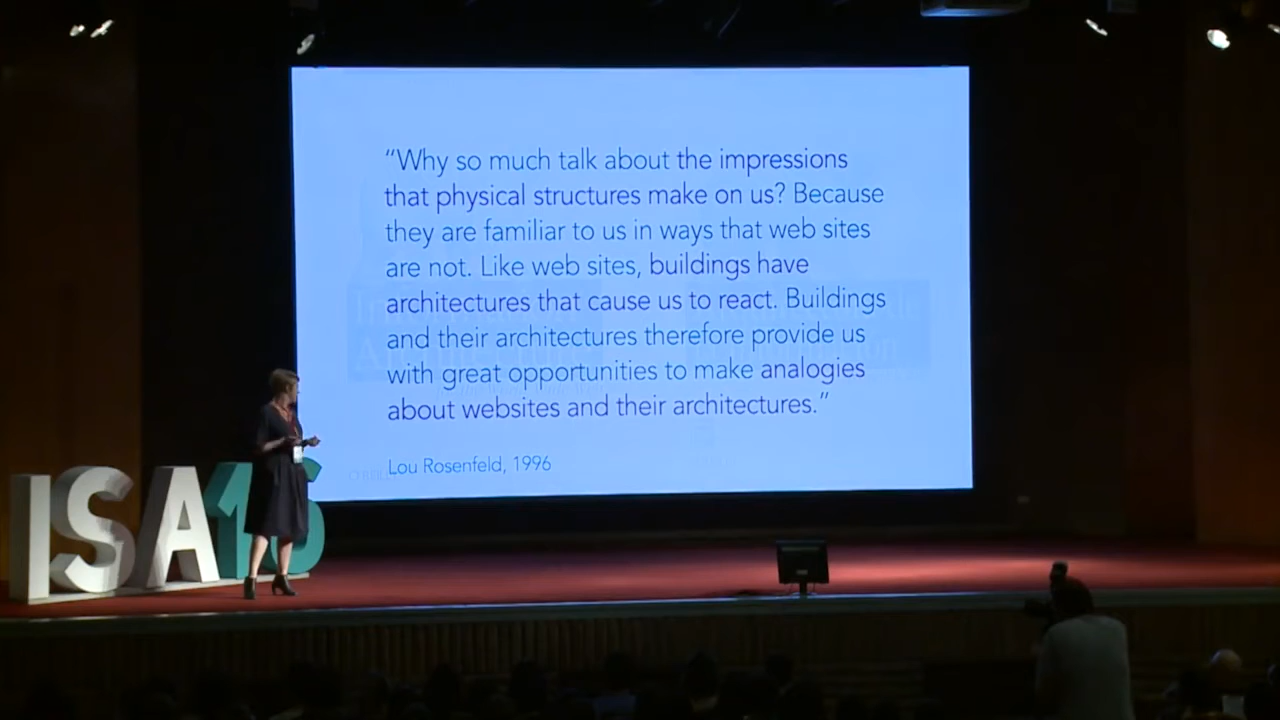 “Why so much talk about the impressions
that physical structures make on us? Because
they are familiar to us in ways that web sites
are not. Like web sites, buildings have
architectures that cause us to react. Buildings
and their architectures therefore provide us
with great opportunities to make analogies
about websites and their architectures.”
Lou Rosenfeld, 1996
ISA16